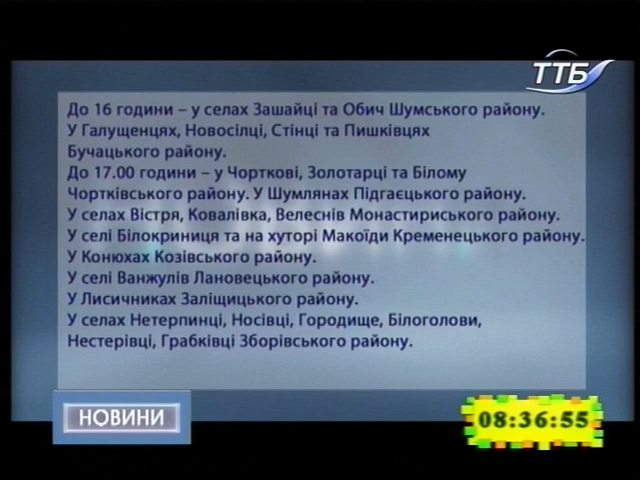 ТТБ
До 16 години – у селах Зашайці та Обич Шумського району.
У Галущенцях, Новосілці, Стінці та Пишківцях
Бучацького району.
До 17.00 години – у Чорткові, Золотарці та Білому
Чортківського району. У Шумлянах Підгаєцького району.
У селах Вістря, Ковалівка, Велеснів Монастириського району.
У селі Білокриниця та на хуторі Макоїди Кременецького району.
У Конюхах Козівського району.
У селі Ванжулів Лановецького району.
У Лисичниках Заліщицького району.
У селах Нетерпинці, Носівці, Городище, Білоголови,
Нестерівці, Грабківці Зборівського району.
НОВИНИ
08:36:55